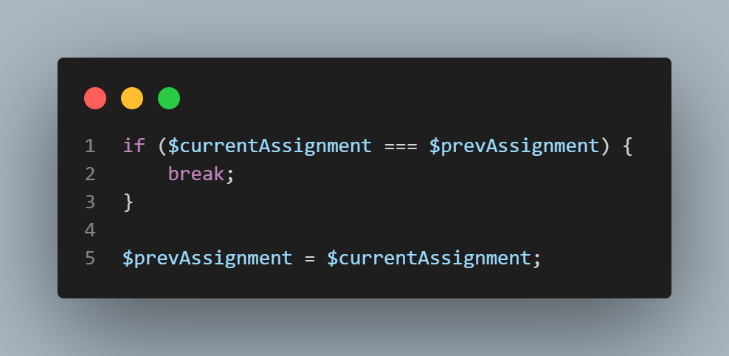 1 if ($currentAssignment === $prevAssignment) {
2     break;
3 }
4
5 $prevAssignment = $currentAssignment;